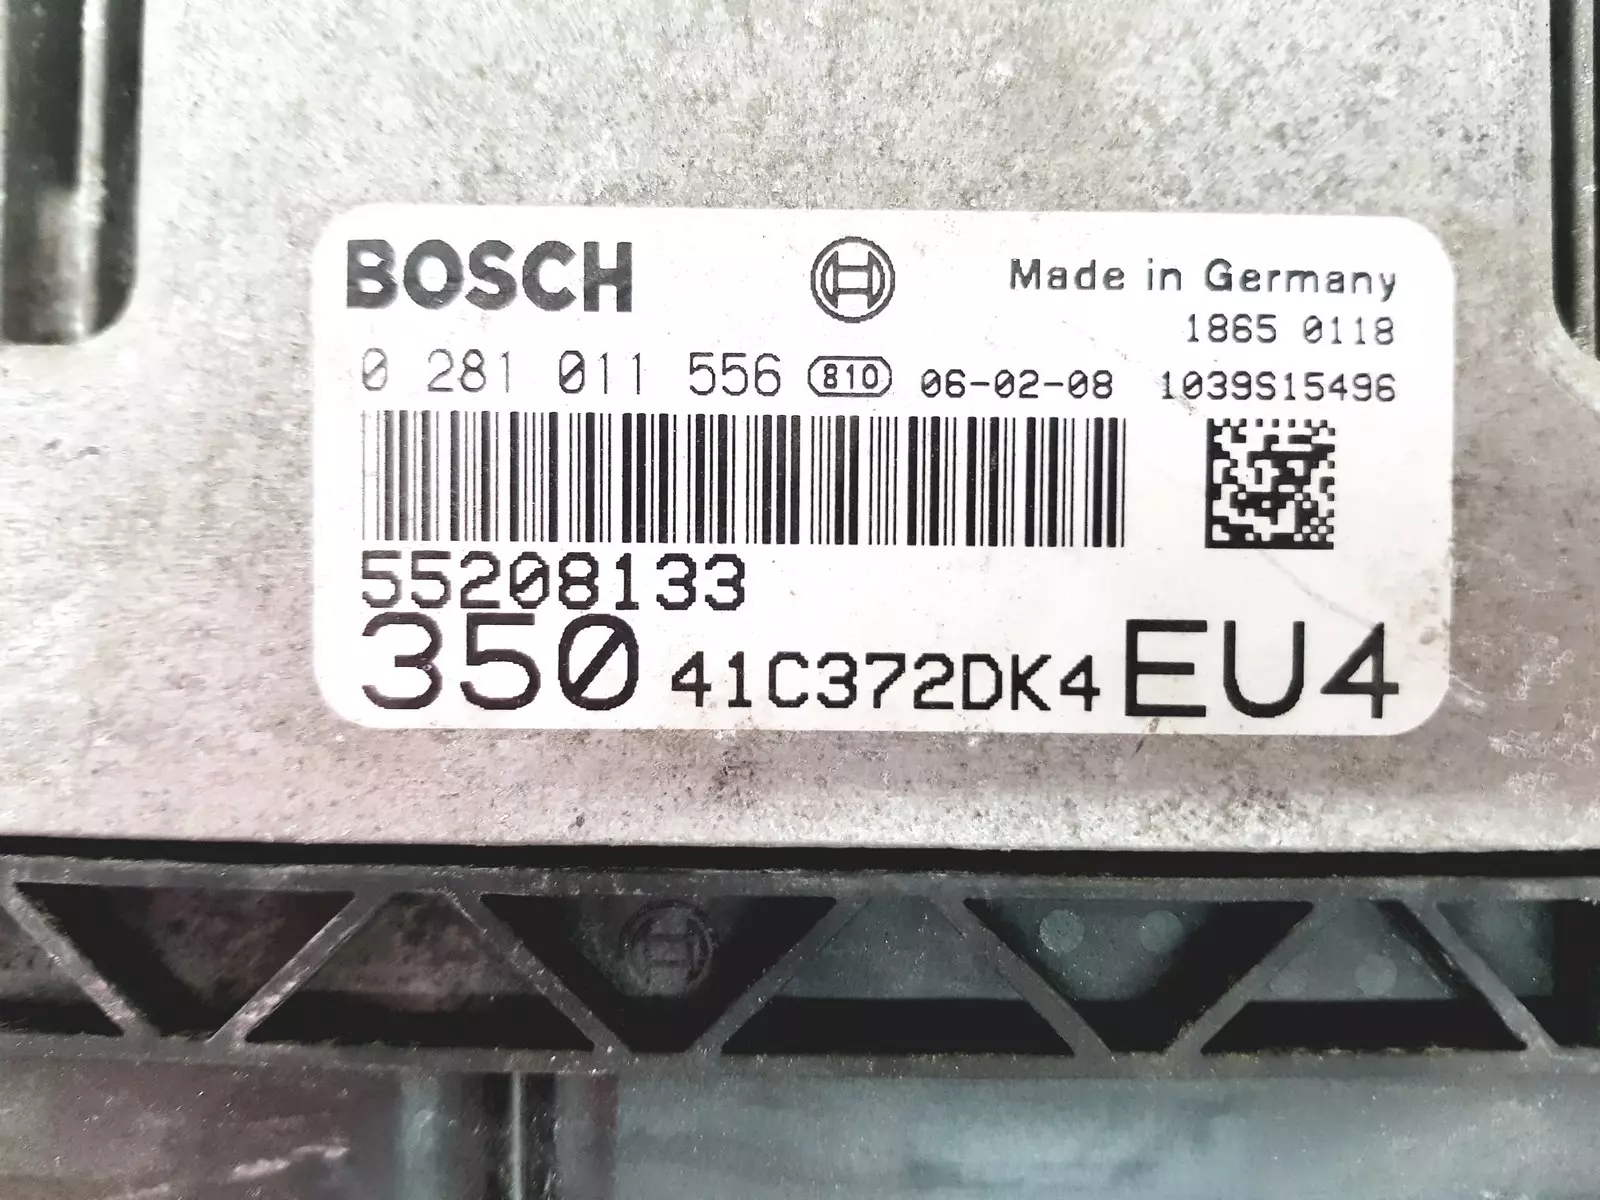 BOSCH
Made in Germany
1865 0118
0 281 011 556 810 06-02-08 1039S15496
55208133
350 41C372DK4 EU4